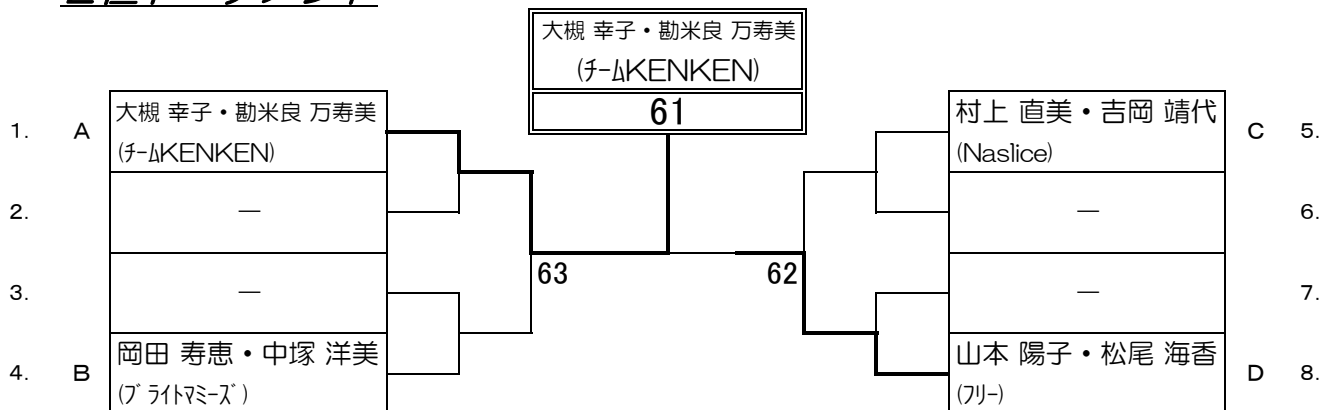 大槻 幸子・勘米良 万寿美
(ﾁｰﾑKENKEN)
61
1. A 大槻 幸子・勘米良 万寿美
(ﾁｰﾑKENKEN)
2. ―
3. ―
4. B 岡田 寿恵・中塚 洋美
(ﾌﾞﾗｲﾄﾏﾐｰｽﾞ)
63
62
村上 直美・吉岡 靖代 C 5.
(Naslice)
― 6.
― 7.
山本 陽子・松尾 海香 D 8.
(ﾌﾘｰ)